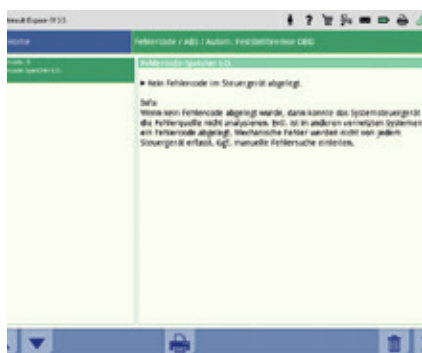 Fehlercode / ABS / Autom. Feststellbremse OBD
Fehlercode-Speicher i.O.
Kein Fehlercode im Steuergerät abgelegt.
Info:
Wenn kein Fehlercode abgelegt wurde, dann konnte das Systemsteuergerät
die Fehlerquelle nicht analysieren. Evtl. ist in anderen vernetzten Systemen
ein Fehlercode abgelegt. Mechanische Fehler werden nicht von jedem
Steuergerät erfasst. Ggf. manuelle Fehlersuche einleiten.